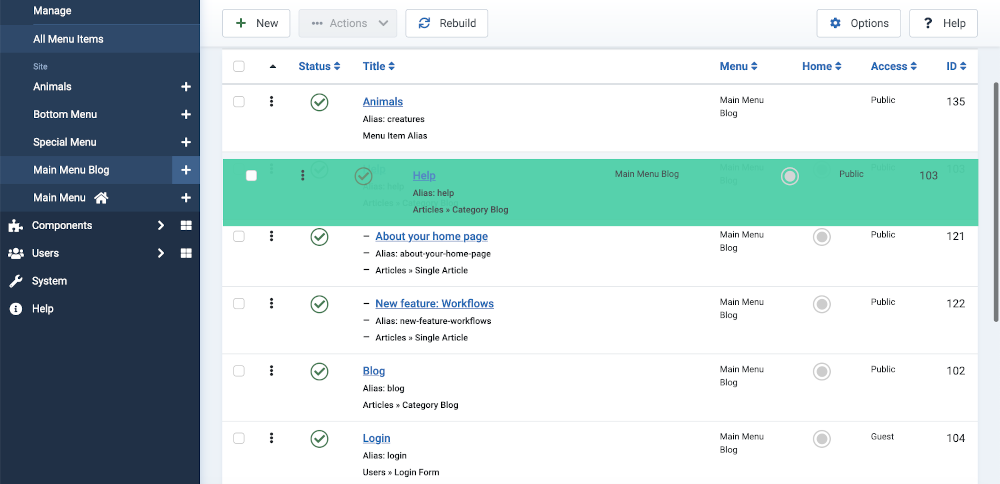 Manage
All Menu Items
Site
Animals
Bottom Menu
Special Menu
Main Menu Blog
Main Menu
Components
Users
System
Help
New
Actions
Rebuild
Options
? Help
Status Title Menu Home Access ID
Animals Main Menu Blog Public 135
Alias: creatures
Menu Item Alias
Help Main Menu Blog Public 103
Alias: help
Articles » Category Blog
– About your home page Main Menu Blog Public 121
– Alias: about-your-home-page
– Articles » Single Article
– New feature: Workflows Main Menu Blog Public 122
– Alias: new-feature-workflows
– Articles » Single Article
Blog Main Menu Blog Public 102
Alias: blog
Articles » Category Blog
Login Main Menu Blog Guest 104
Alias: login
Users » Login Form